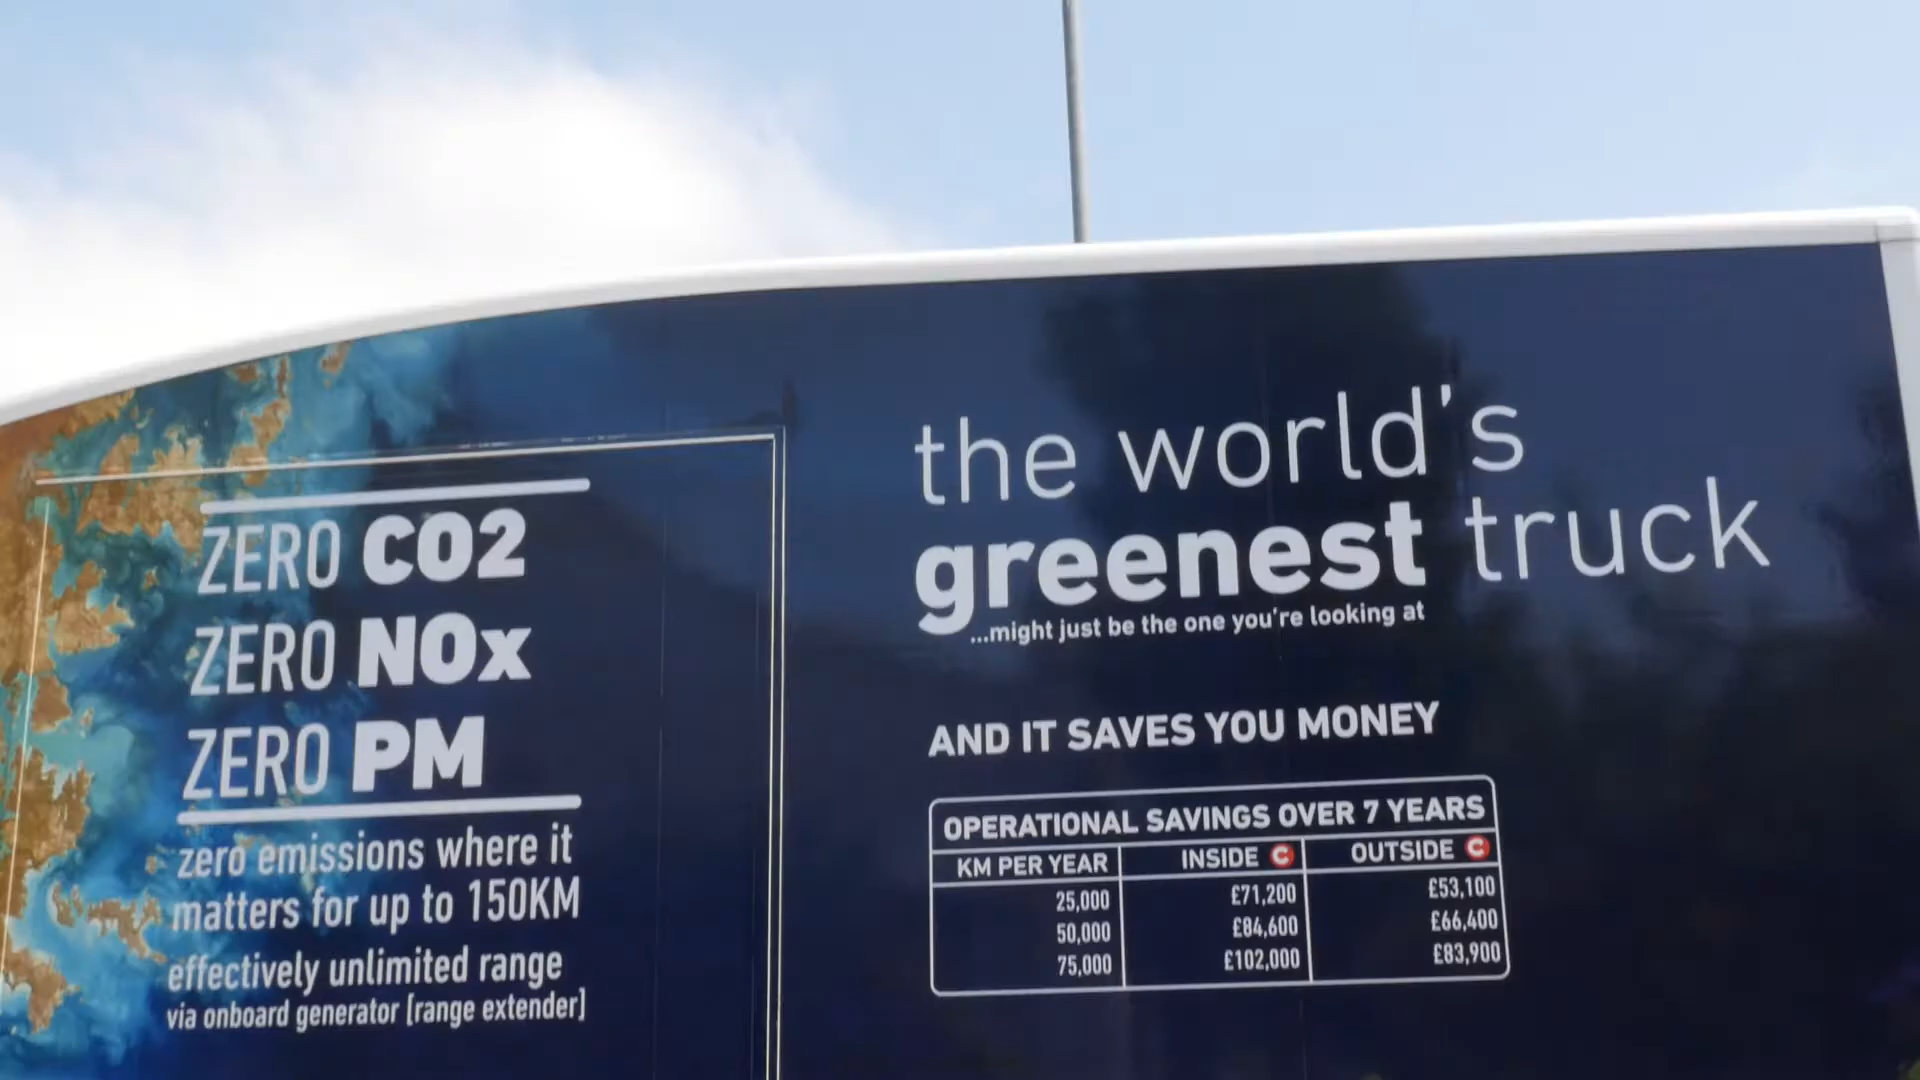 ZERO CO2
ZERO NOx
ZERO PM
zero emissions where it
matters for up to 150KM
effectively unlimited range
via onboard generator [range extender]
the world's
greenest truck
...might just be the one you're looking at
AND IT SAVES YOU MONEY
OPERATIONAL SAVINGS OVER 7 YEARS
KM PER YEAR INSIDE C OUTSIDE C
25,000 £71,200 £53,100
50,000 £84,600 £66,400
75,000 £102,000 £83,900